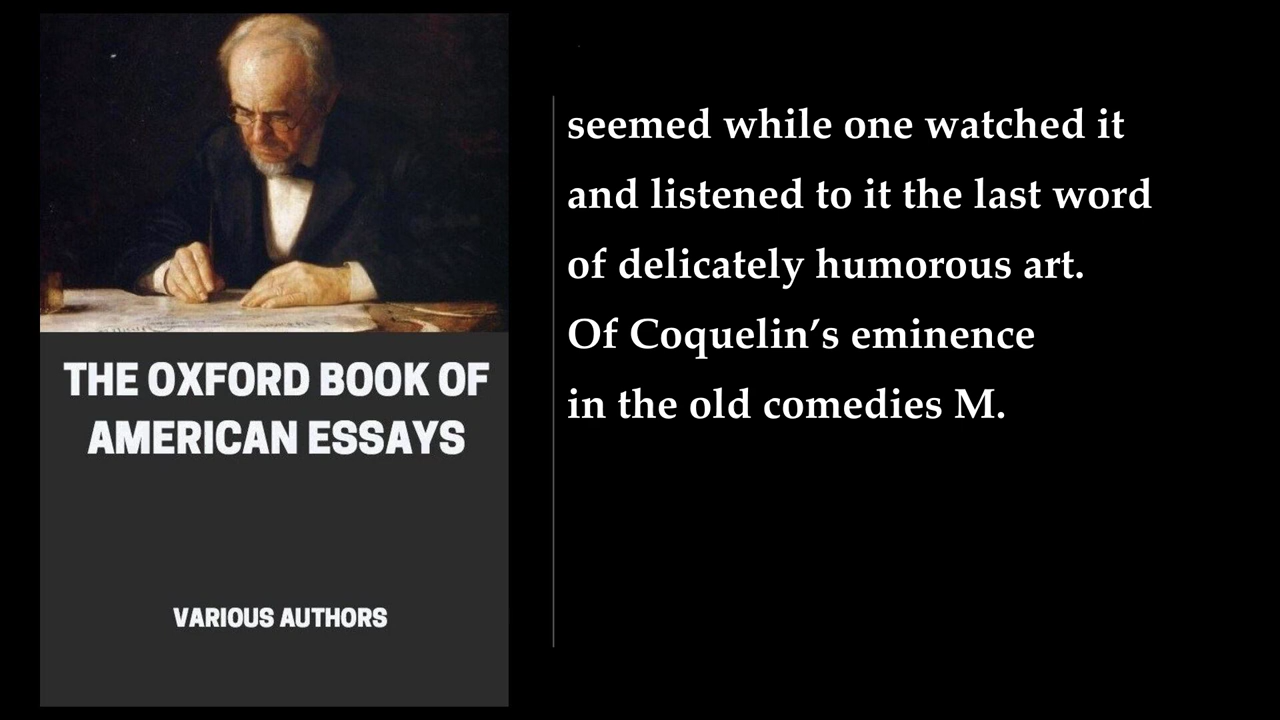 THE OXFORD BOOK OF
AMERICAN ESSAYS
VARIOUS AUTHORS
seemed while one watched it
and listened to it the last word
of delicately humorous art.
Of Coquelin’s eminence
in the old comedies M.